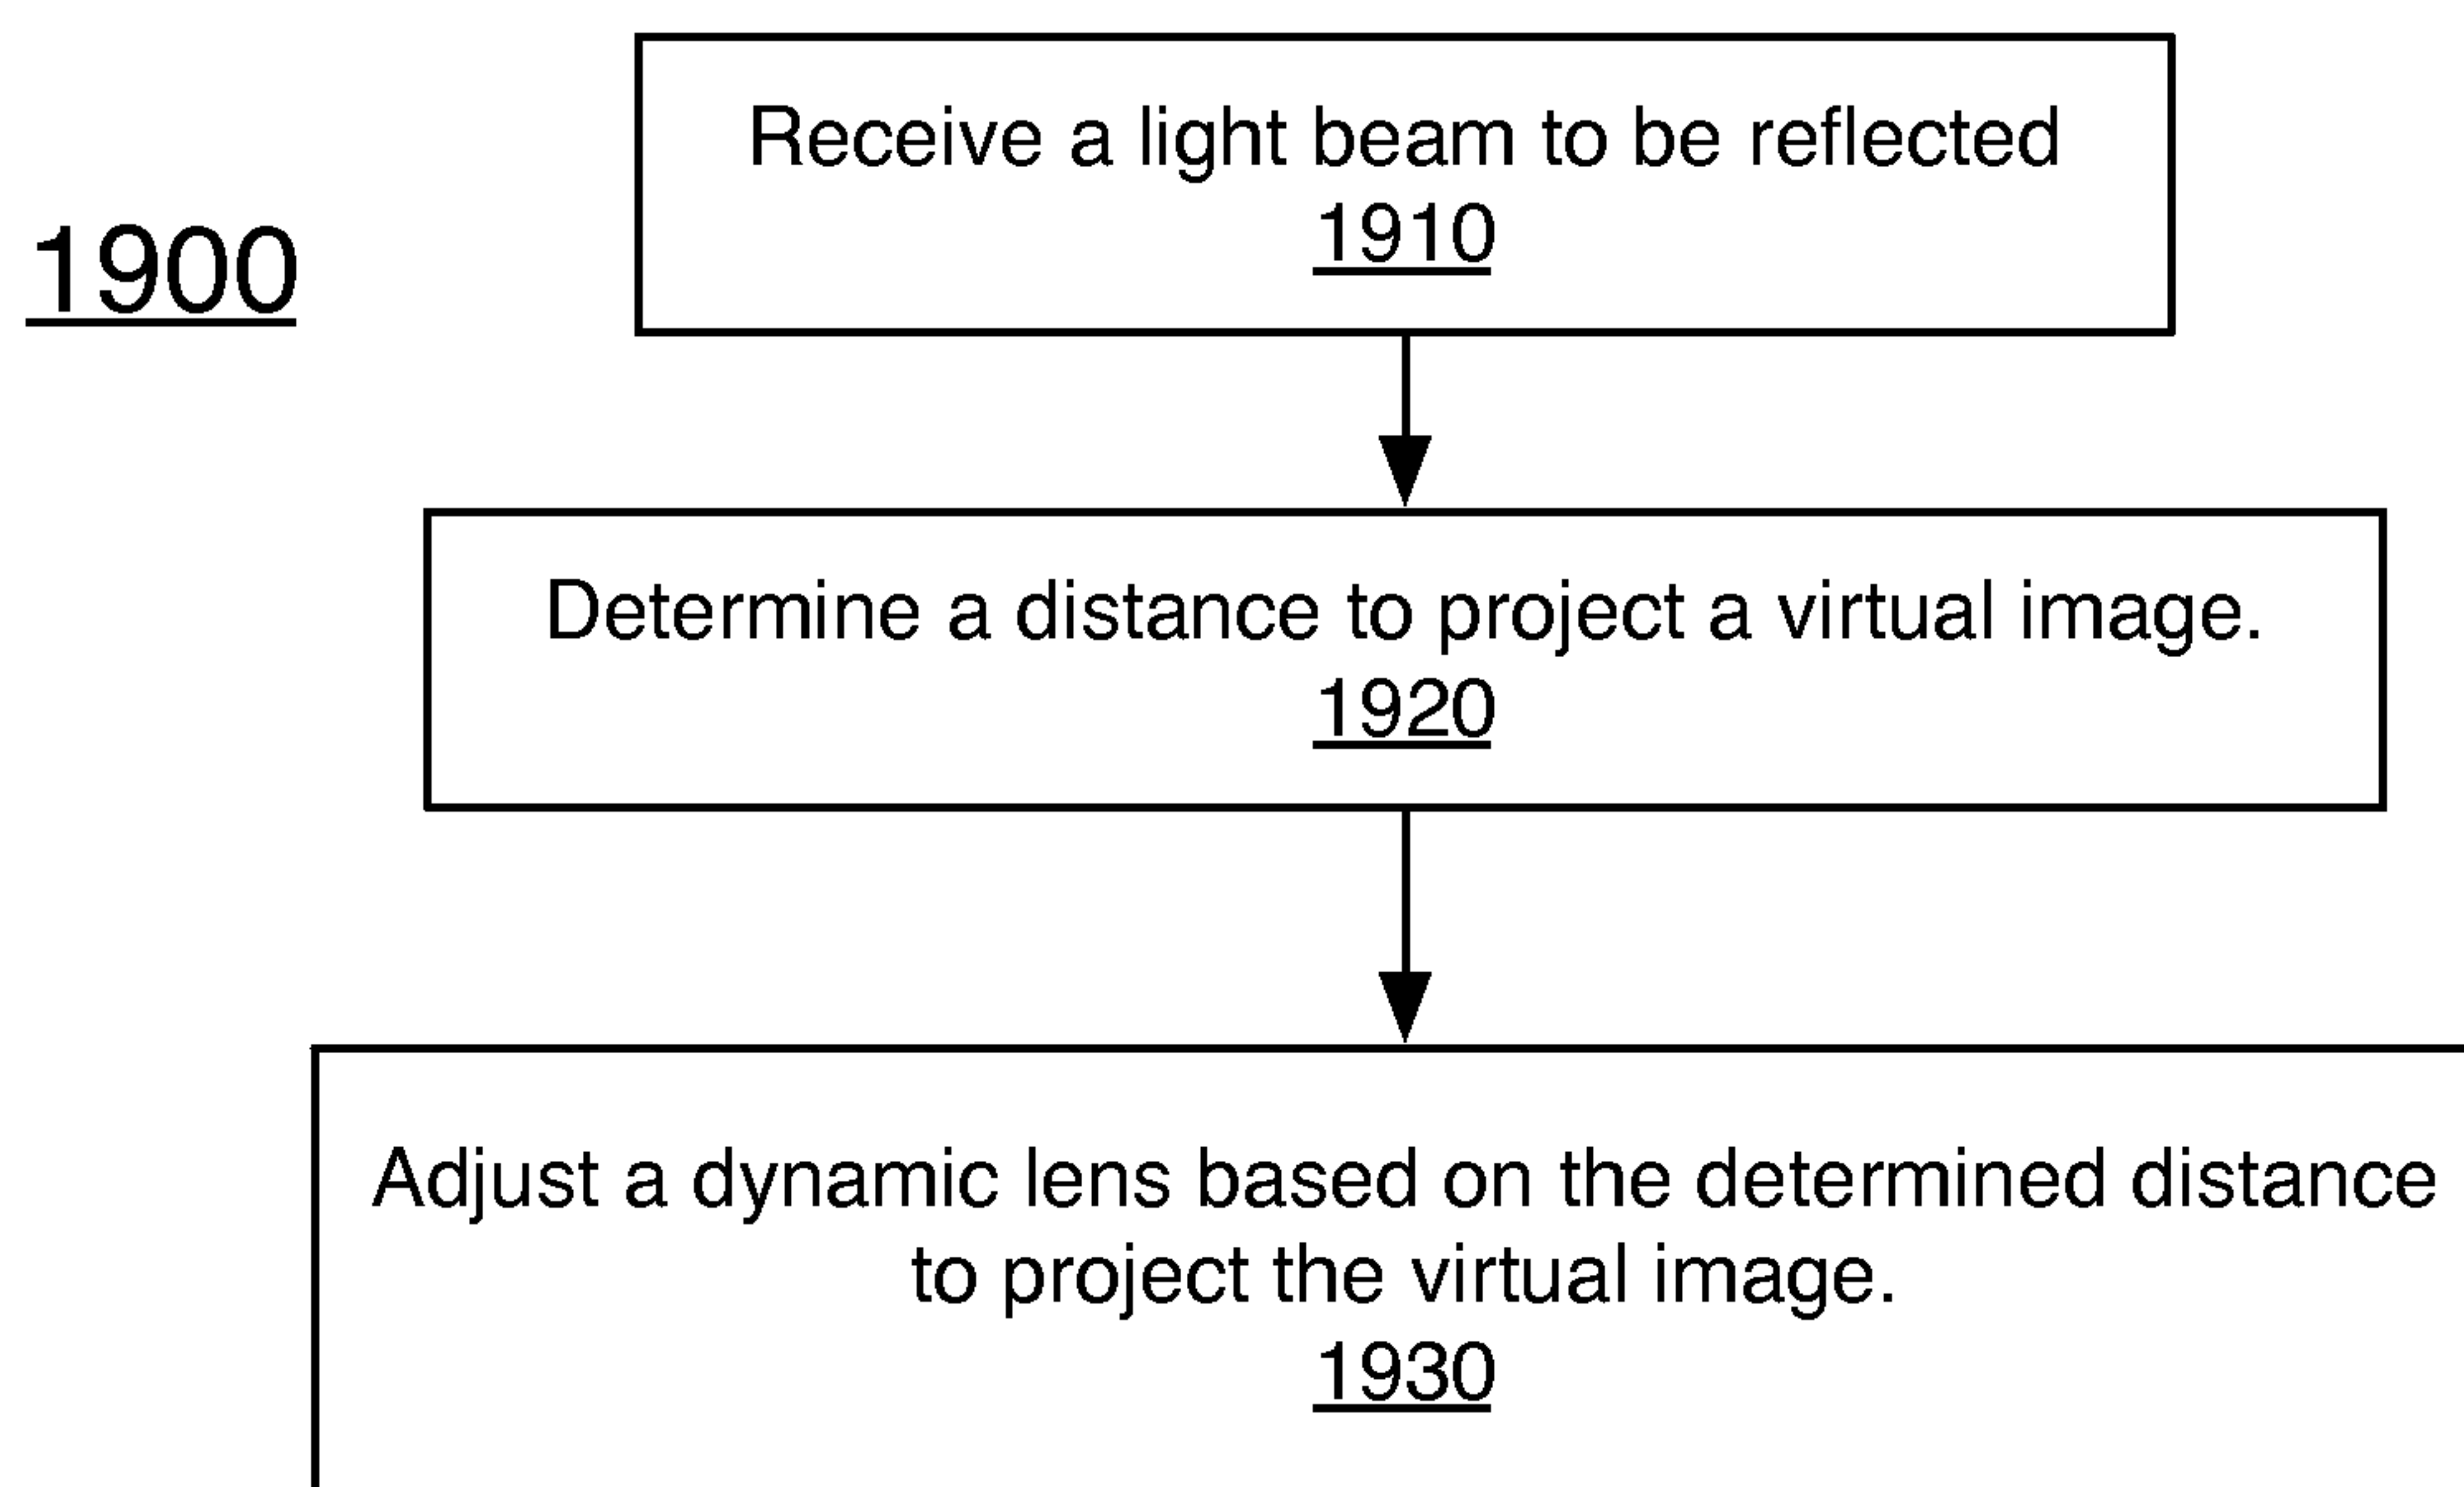 Receive a light beam to be reflected
1910
1900
Determine a distance to project a virtual image.
1920
Adjust a dynamic lens based on the determined distance
to project the virtual image.
1930